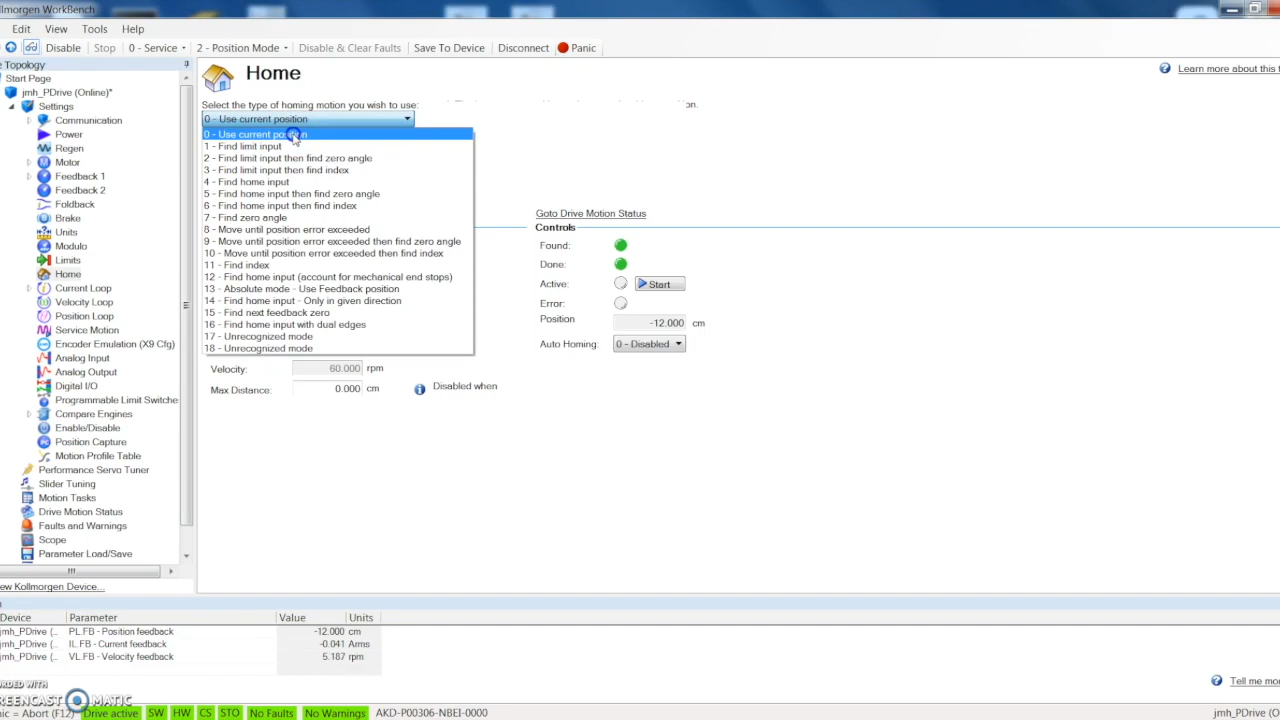 ollmorgen WorkBench
Edit View Tools Help
Disable Stop 0 - Service 2 - Position Mode Disable & Clear Faults Save To Device Disconnect Panic
e Topology
Start Page
jmh_PDrive (Online)*
Settings
Communication
Power
Regen
Motor
Feedback 1
Feedback 2
Foldback
Brake
Units
Modulo
Limits
Home
Current Loop
Velocity Loop
Position Loop
Service Motion
Encoder Emulation (X9 Cfg)
Analog Input
Analog Output
Digital I/O
Programmable Limit Switche
Compare Engines
Enable/Disable
Position Capture
Motion Profile Table
Performance Servo Tuner
Slider Tuning
Motion Tasks
Drive Motion Status
Faults and Warnings
Scope
Parameter Load/Save
ew Kollmorgen Device...
Home
Learn more about this t
Select the type of homing motion you wish to use:
on.
0 - Use current position
0 - Use current position
1 - Find limit input
2 - Find limit input then find zero angle
3 - Find limit input then find index
4 - Find home input
5 - Find home input then find zero angle
6 - Find home input then find index
7 - Find zero angle
8 - Move until position error exceeded
9 - Move until position error exceeded then find zero angle
10 - Move until position error exceeded then find index
11 - Find index
12 - Find home input (account for mechanical end stops)
13 - Absolute mode - Use Feedback position
14 - Find home input - Only in given direction
15 - Find next feedback zero
16 - Find home input with dual edges
17 - Unrecognized mode
18 - Unrecognized mode
Velocity: 60.000 rpm
Max Distance: 0.000 cm Disabled when
Goto Drive Motion Status
Controls
Found:
Done:
Active: Start
Error:
Position -12.000 cm
Auto Homing: 0 - Disabled
Device Parameter Value Units
jmh_PDrive (... PL.FB - Position feedback -12.000 cm
jmh_PDrive (... IL.FB - Current feedback -0.041 Arms
jmh_PDrive (... VL.FB - Velocity feedback 5.187 rpm
Tell me mor
RDED WITH
REENCAST MATIC
nic = Abort (F12) Drive active SW HW CS STO No Faults No Warnings AKD-P00306-NBEI-0000 jmh_PDrive (O